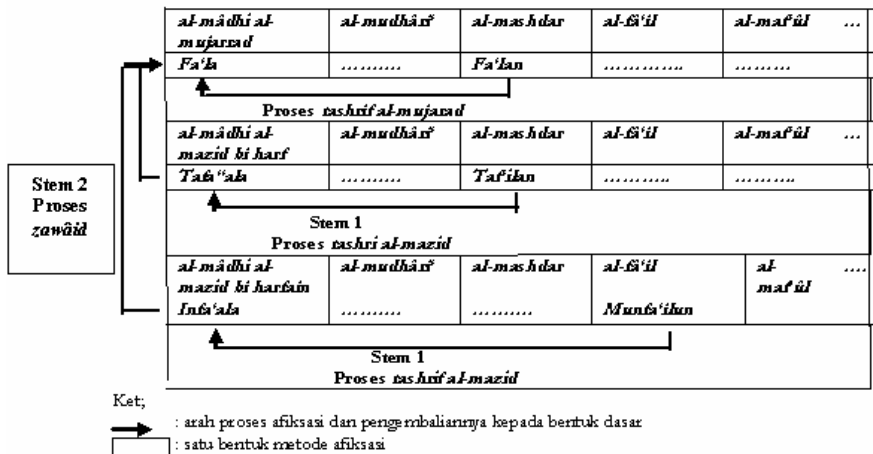 al-mâdhi al-mujarrad al-mudhâri‘ al-mashdar al-fâ‘il al-maf‘ûl ...
Fa‘la .......... Fa‘lan ............. .........
Proses tashrif al-mujarad
al-mâdhi al-mazid bi harf al-mudhâri‘ al-mashdar al-fâ‘il al-maf‘ûl ...
Tafa‘‘ala .......... Taf‘ilan ........... ..........
Stem 1
Proses tashri al-mazid
Stem 2
Proses
zawâid
al-mâdhi al-mazid bi harfain al-mudhâri‘ al-mashdar al-fâ‘il al-maf‘ûl ....
Infa‘ala .......... .......... Munfa‘ilun
Stem 1
Proses tashrif al-mazid
Ket;
: arah proses afiksasi dan pengembaliannya kepada bentuk dasar
: satu bentuk metode afiksasi